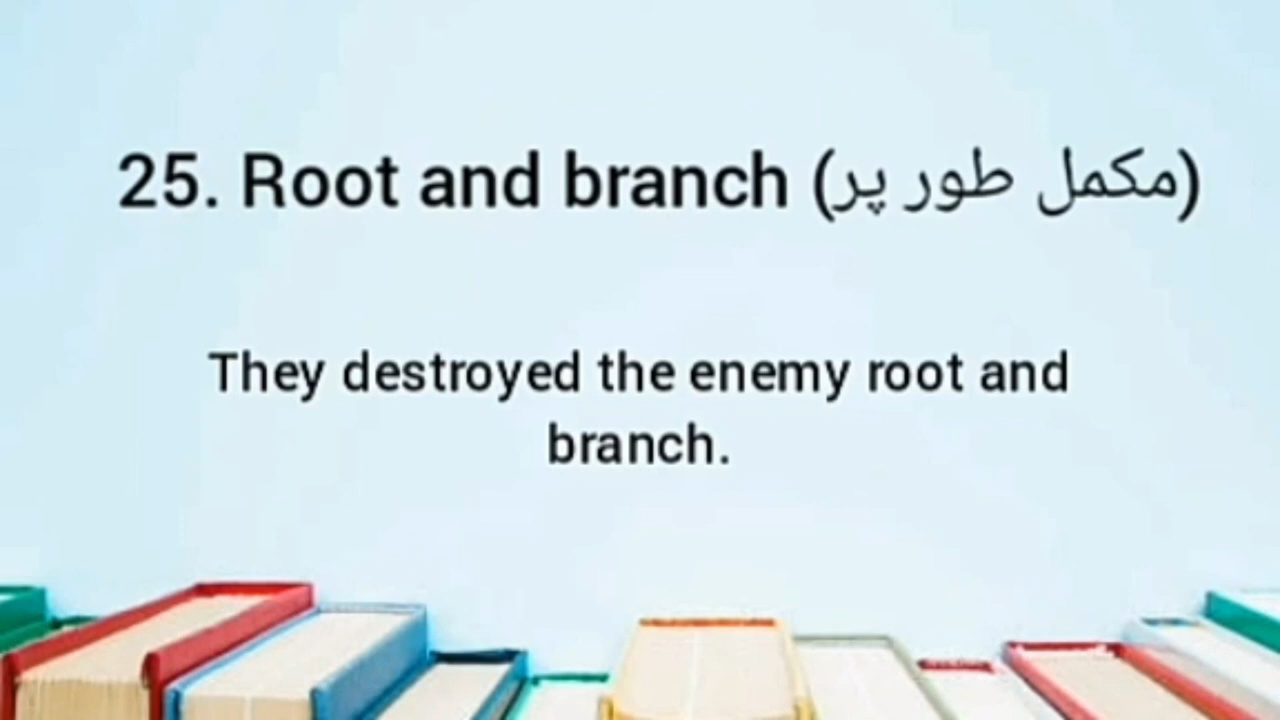 25. Root and branch (مکمل طور پر)
They destroyed the enemy root and
branch.